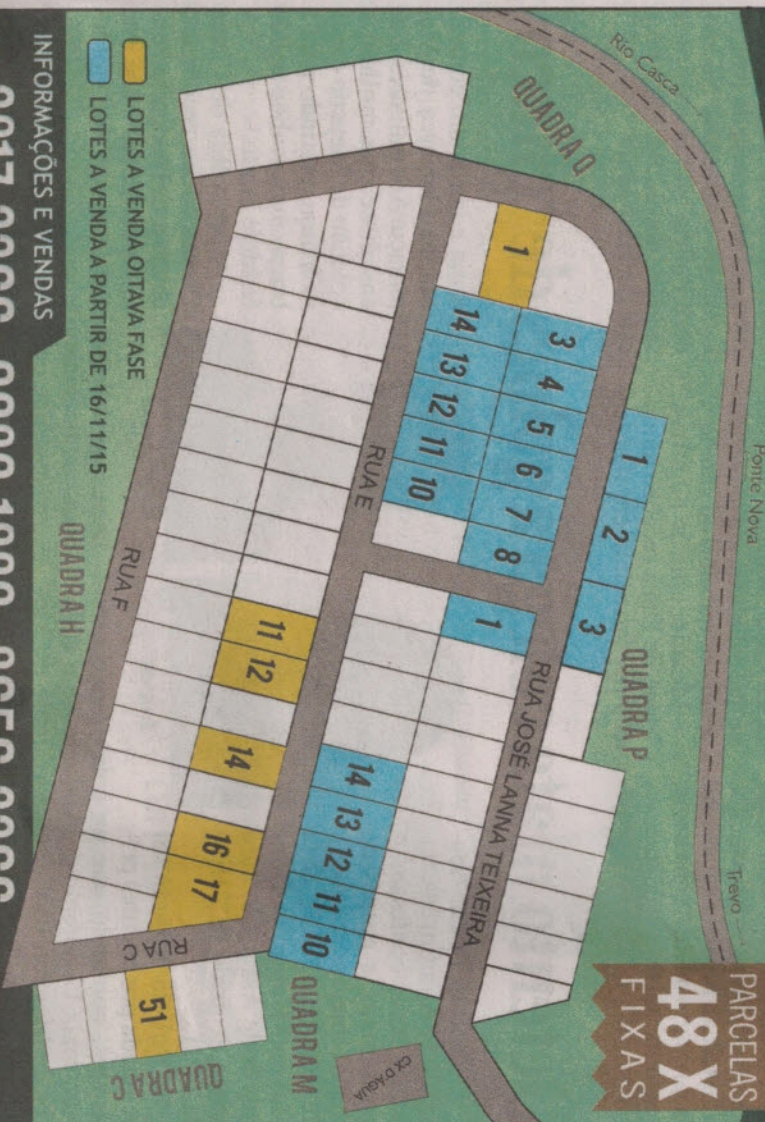 Rio Casca
Ponte Nova
Trevo
PARCELAS
48 X
FIXAS
QUADRA Q
QUADRA P
1
2
3
1
3
4
5
6
7
8
14
13
12
11
10
RUA JOSÉ LANNA TEIXEIRA
1
14
13
12
11
10
RUA E
11
12
14
16
17
RUA F
RUA C
51
QUADRA H
QUADRA M
QUADRA C
CX D'ÁGUA
LOTES A VENDA OITAVA FASE
LOTES A VENDA A PARTIR DE 16/11/15
INFORMAÇÕES E VENDAS